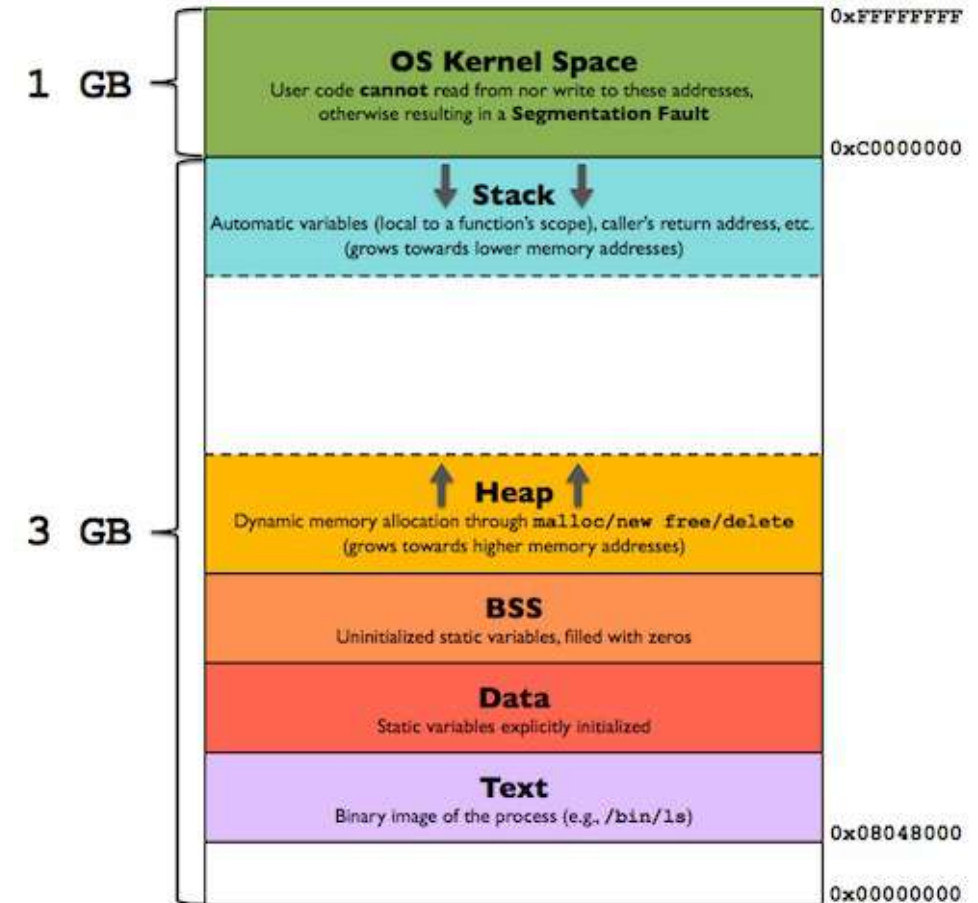 0xFFFFFFFF
1 GB
OS Kernel Space
User code cannot read from nor write to these addresses,
otherwise resulting in a Segmentation Fault
0xC0000000
Stack
Automatic variables (local to a function's scope), caller's return address, etc.
(grows towards lower memory addresses)
3 GB
Heap
Dynamic memory allocation through malloc/new free/delete
(grows towards higher memory addresses)
BSS
Uninitialized static variables, filled with zeros
Data
Static variables explicitly initialized
Text
Binary image of the process (e.g., /bin/ls)
0x08048000
0x00000000